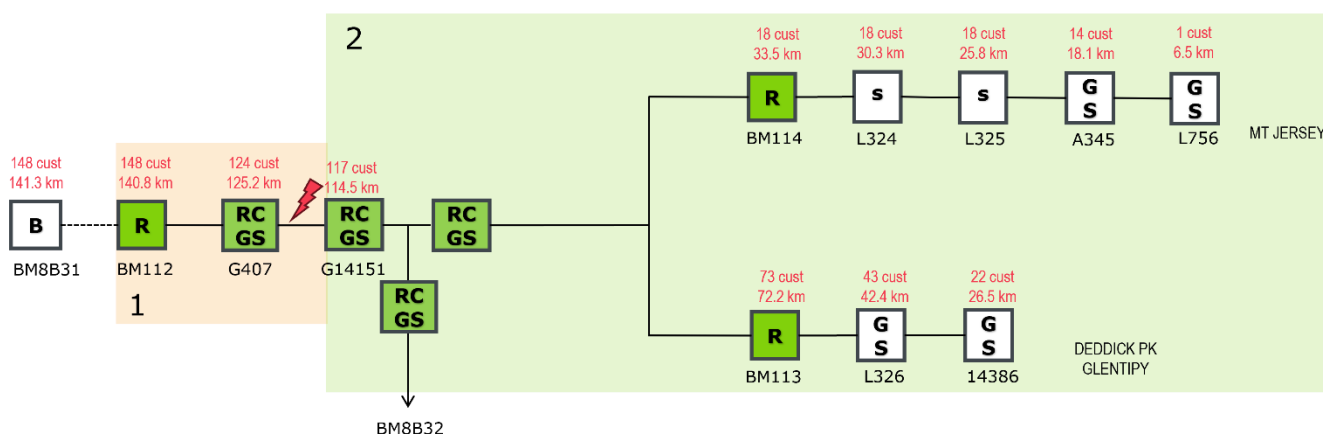 2
18 cust
33.5 km
18 cust
30.3 km
18 cust
25.8 km
14 cust
18.1 km
1 cust
6.5 km
R
s
s
G
S
G
S
BM114
L324
L325
A345
L756
MT JERSEY
148 cust
141.3 km
148 cust
140.8 km
124 cust
125.2 km
117 cust
114.5 km
B
R
RC
GS
RC
GS
RC
GS
BM8B31
BM112
G407
G14151
1
RC
GS
BM8B32
73 cust
72.2 km
43 cust
42.4 km
22 cust
26.5 km
R
G
S
G
S
BM113
L326
14386
DEDDICK PK
GLENTIPY